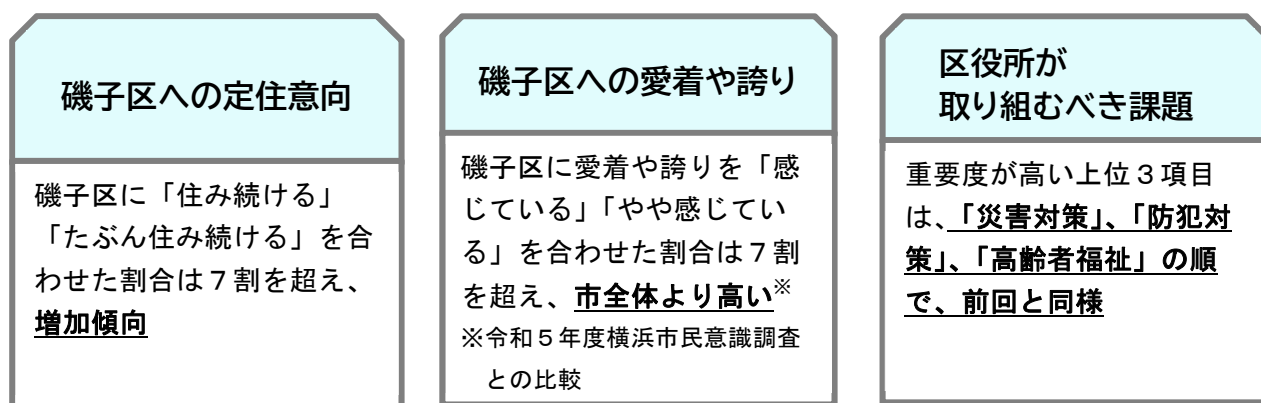 磯子区への定住意向
磯子区に「住み続ける」
「たぶん住み続ける」を合
わせた割合は７割を超え、
増加傾向
磯子区への愛着や誇り
磯子区に愛着や誇りを「感
じている」「やや感じてい
る」を合わせた割合は７割
を超え、市全体より高い※
※令和５年度横浜市民意識調査
との比較
区役所が
取り組むべき課題
重要度が高い上位３項目
は、「災害対策」、「防犯対
策」、「高齢者福祉」の順
で、前回と同様